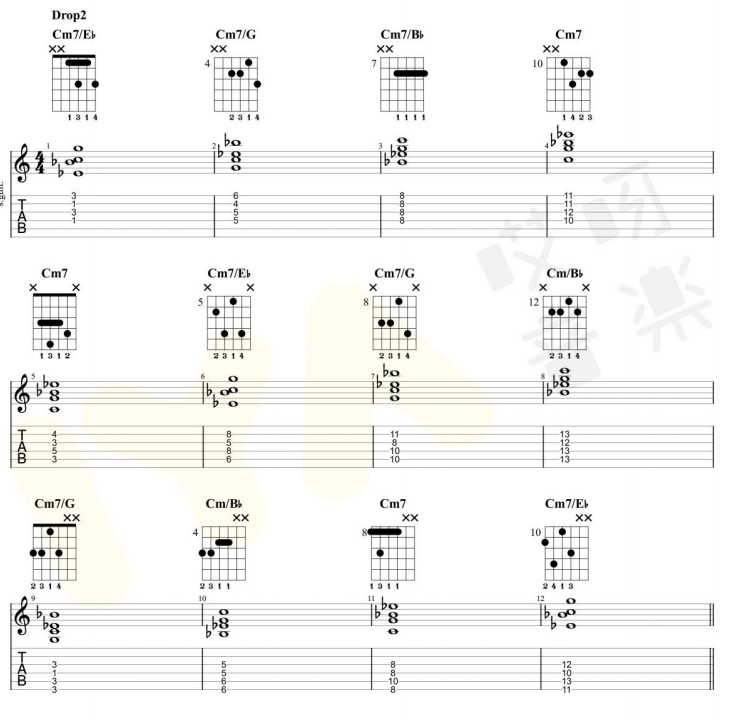 Drop2
Cm7/E♭ Cm7/G Cm7/B♭ Cm7
×× ×× ×× ××
4 7 10
1 3 1 4 2 3 1 4 1 1 1 1 1 4 2 3
s.guit.
4 4 1 2 3 4
T A B
3 6 8 11
1 4 8 11
3 5 8 12
1 5 8 10
Cm7 Cm7/E♭ Cm7/G Cm/B♭
× × × × × × × ×
5 8 12
1 3 1 2 2 3 1 4 2 3 1 4 2 3 1 4
5 6 7 8
T A B
4 8 11 13
3 5 8 12
5 8 10 13
3 6 10 13
Cm7/G Cm/B♭ Cm7 Cm7/E♭
×× ×× ×× ××
4 8 10
2 3 1 4 2 3 1 1 1 3 1 1 2 4 1 3
9 10 11 12
T A B
3 5 8 12
1 5 8 10
3 6 10 13
3 6 8 11
哎呀
音楽
IYA